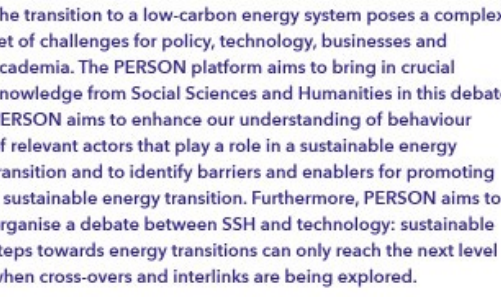 he transition to a low-carbon energy system poses a complex
et of challenges for policy, technology, businesses and
cademia. The PERSON platform aims to bring in crucial
nowledge from Social Sciences and Humanities in this debate
ERSON aims to enhance our understanding of behaviour
f relevant actors that play a role in a sustainable energy
ransition and to identify barriers and enablers for promoting
sustainable energy transition. Furthermore, PERSON aims to
rganise a debate between SSH and technology: sustainable
teps towards energy transitions can only reach the next level
when cross-overs and interlinks are being explored.